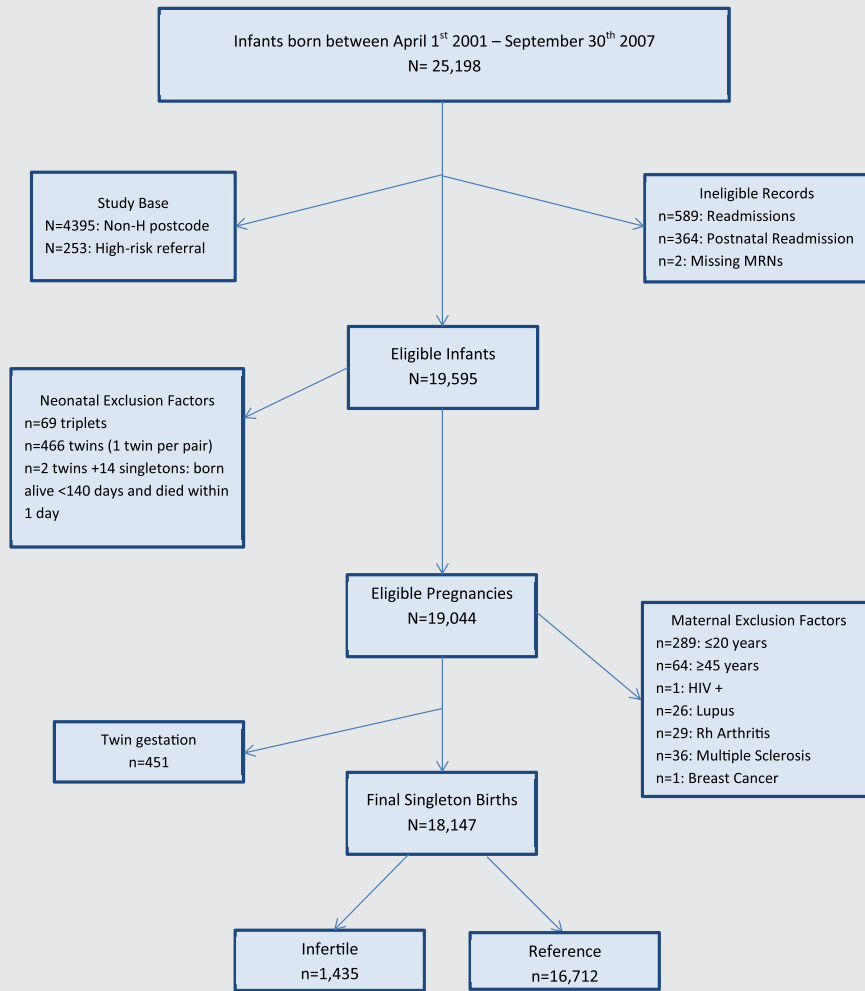 Infants born between April 1st 2001 – September 30th 2007
N= 25,198
Study Base
N=4395: Non-H postcode
N=253: High-risk referral
Ineligible Records
n=589: Readmissions
n=364: Postnatal Readmission
n=2: Missing MRNs
Eligible Infants
N=19,595
Neonatal Exclusion Factors
n=69 triplets
n=466 twins (1 twin per pair)
n=2 twins +14 singletons: born
alive <140 days and died within
1 day
Eligible Pregnancies
N=19,044
Maternal Exclusion Factors
n=289: ≤20 years
n=64: ≥45 years
n=1: HIV +
n=26: Lupus
n=29: Rh Arthritis
n=36: Multiple Sclerosis
n=1: Breast Cancer
Twin gestation
n=451
Final Singleton Births
N=18,147
Infertile
n=1,435
Reference
n=16,712